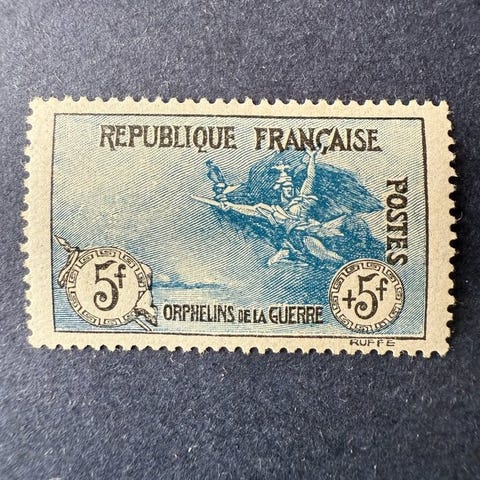 REPUBLIQUE FRANÇAISE
POSTES
5f
ORPHELINS DE LA GUERRE
+5f
RUFFE